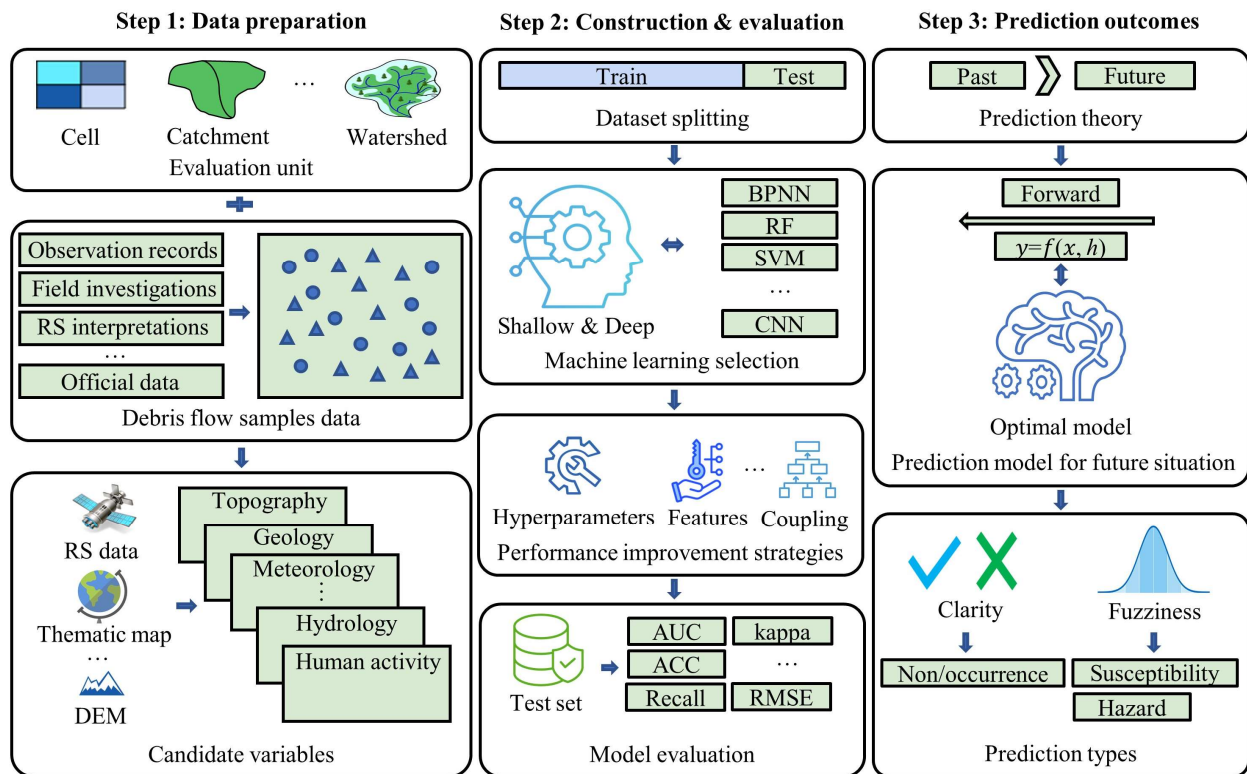 Step 1: Data preparation
Cell
Catchment
...
Watershed
Evaluation unit
Observation records
Field investigations
RS interpretations
...
Official data
Debris flow samples data
RS data
Thematic map
...
DEM
Topography
Geology
Meteorology
⋮
Hydrology
Human activity
Candidate variables
Step 2: Construction & evaluation
Train
Test
Dataset splitting
Shallow & Deep
BPNN
RF
SVM
...
CNN
Machine learning selection
Hyperparameters
Features
...
Coupling
Performance improvement strategies
Test set
AUC
kappa
ACC
...
Recall
RMSE
Model evaluation
Step 3: Prediction outcomes
Past
Future
Prediction theory
Forward
y=f(x, h)
Optimal model
Prediction model for future situation
Clarity
Fuzziness
Non/occurrence
Susceptibility
Hazard
Prediction types